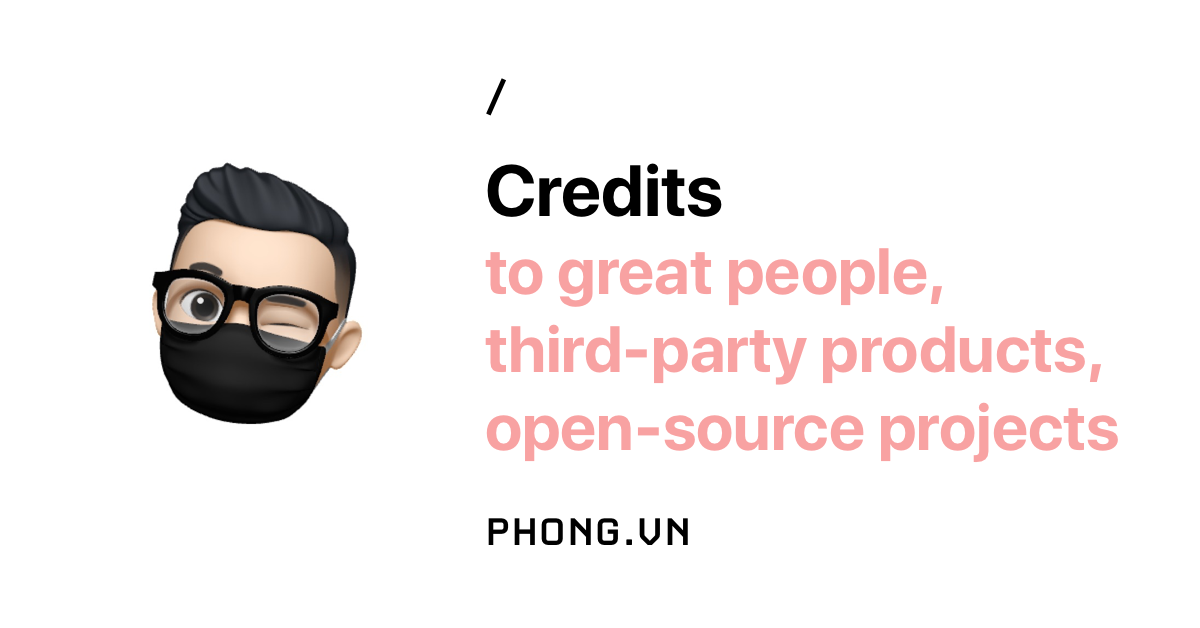 /
Credits
to great people,
third-party products,
open-source projects
PHONG.VN